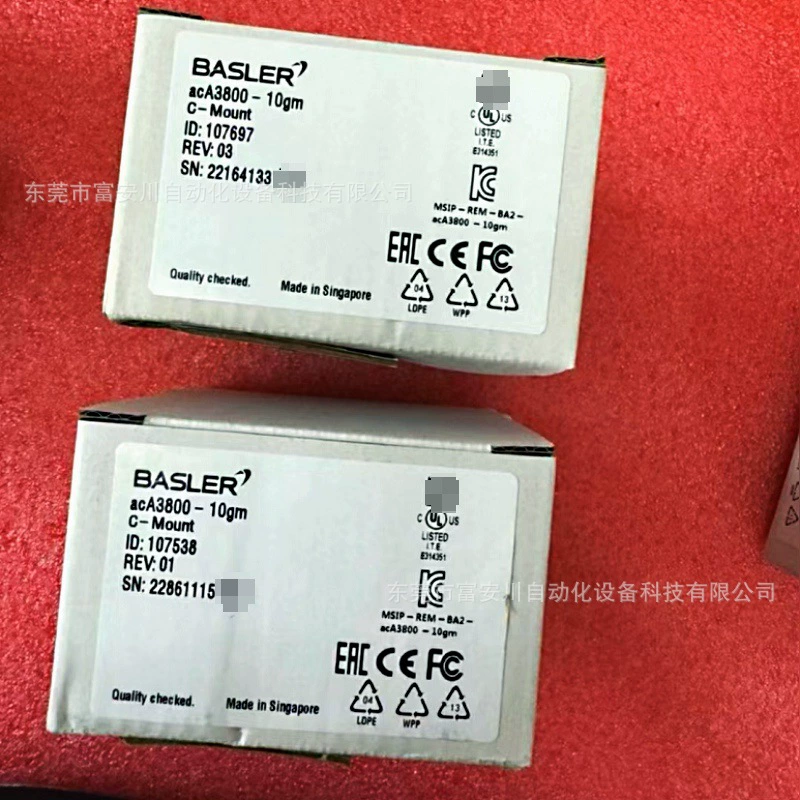 BASLER
acA3800-10gm
C-Mount
ID: 107697
REV: 03
SN: 22164133
Quality checked.
Made in Singapore
C UL US
LISTED
I.T.E.
E314351
MSIP-REM-BA2-
acA3800-10gm
EAC CE FC
04
LDPE
WPP
13
东莞市富安川自动化设备科技有限公司
BASLER
acA3800-10gm
C-Mount
ID: 107538
REV: 01
SN: 22861115
Quality checked.
Made in Singapore
C UL US
LISTED
I.T.E.
E314351
MSIP-REM-BA2-
acA3800-10gm
EAC CE FC
04
LDPE
WPP
13
东莞市富安川自动化设备科技有限公司